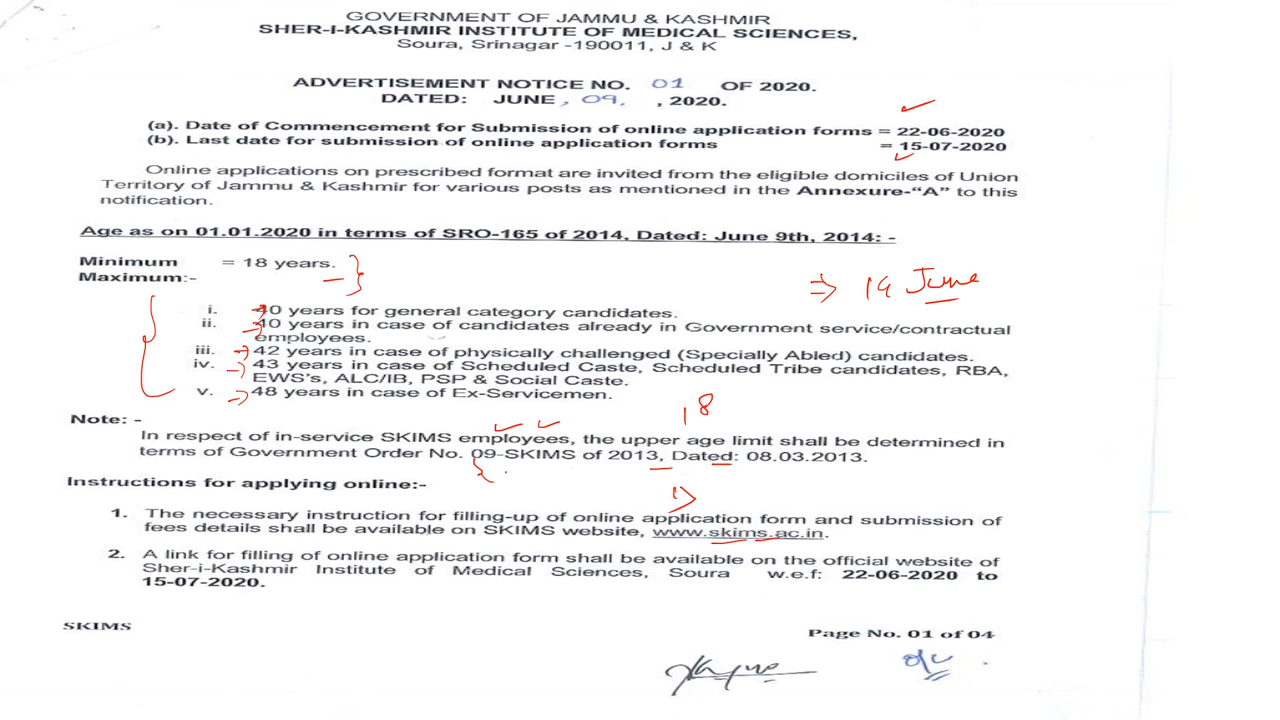 GOVERNMENT OF JAMMU & KASHMIR
SHER-I-KASHMIR INSTITUTE OF MEDICAL SCIENCES,
Soura, Srinagar -190011, J & K
ADVERTISEMENT NOTICE NO. 01 OF 2020.
DATED: JUNE, 09. , 2020.
(a). Date of Commencement for Submission of online application forms = 22-06-2020
(b). Last date for submission of online application forms = 15-07-2020
Online applications on prescribed format are invited from the eligible domiciles of Union
Territory of Jammu & Kashmir for various posts as mentioned in the Annexure-“A” to this
notification.
Age as on 01.01.2020 in terms of SRO-165 of 2014, Dated: June 9th, 2014: -
Minimum = 18 years.
Maximum:-
19 June
i. 40 years for general category candidates.
ii. 40 years in case of candidates already in Government service/contractual
employees.
iii. 42 years in case of physically challenged (Specially Abled) candidates.
iv. 43 years in case of Scheduled Caste, Scheduled Tribe candidates, RBA,
EWS's, ALC/IB, PSP & Social Caste.
v. 48 years in case of Ex-Servicemen.
18
Note: -
In respect of in-service SKIMS employees, the upper age limit shall be determined in
terms of Government Order No. 09-SKIMS of 2013, Dated: 08.03.2013.
Instructions for applying online:-
1. The necessary instruction for filling-up of online application form and submission of
fees details shall be available on SKIMS website, www.skims.ac.in.
2. A link for filling of online application form shall be available on the official website of
Sher-i-Kashmir Institute of Medical Sciences, Soura w.e.f: 22-06-2020 to
15-07-2020.
SKIMS
Page No. 01 of 04